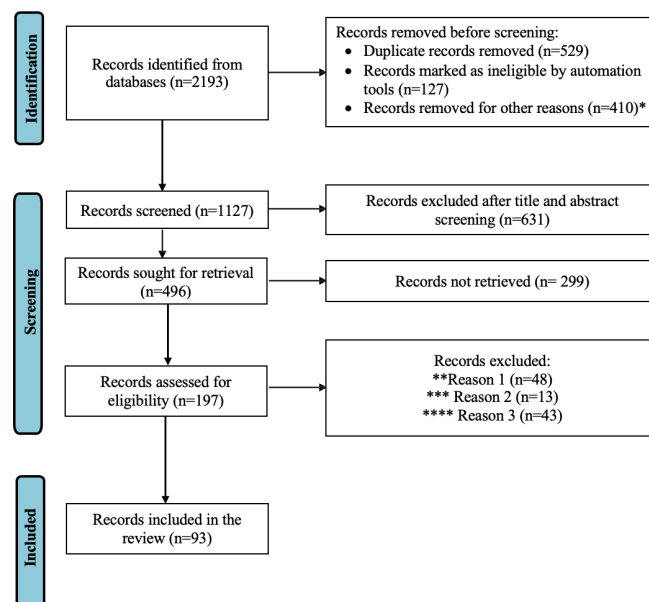 Identification
Records identified from
databases (n=2193)
Records removed before screening:
• Duplicate records removed (n=529)
• Records marked as ineligible by automation
tools (n=127)
• Records removed for other reasons (n=410)*
Screening
Records screened (n=1127)
Records excluded after title and abstract
screening (n=631)
Records sought for retrieval
(n=496)
Records not retrieved (n= 299)
Records assessed for
eligibility (n=197)
Records excluded:
**Reason 1 (n=48)
*** Reason 2 (n=13)
**** Reason 3 (n=43)
Included
Records included in the
review (n=93)